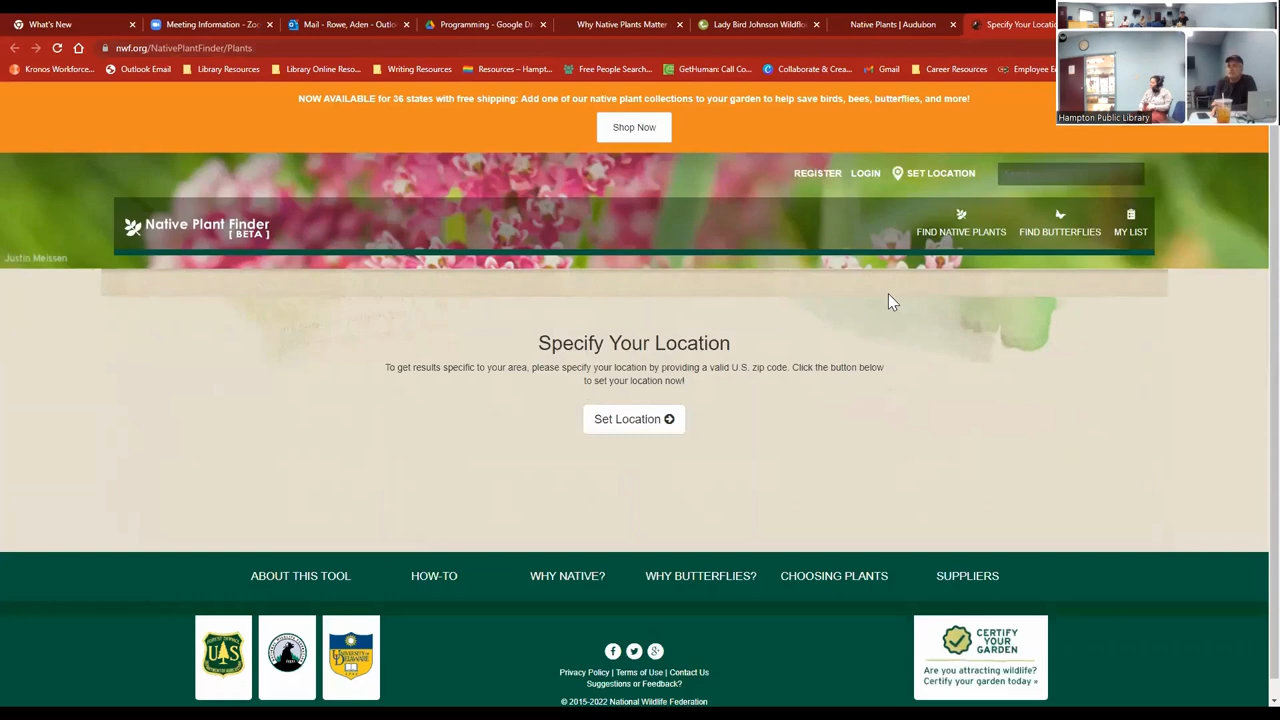 What's New
Meeting Information - Zoo
Mail - Rowe, Aden - Outlo
Programming - Google Dr
Why Native Plants Matter
Lady Bird Johnson Wildflo
Native Plants | Audubon
Specify Your Locatio
nwf.org/NativePlantFinder/Plants
Kronos Workforce...
Outlook Email
Library Resources
Library Online Reso...
Writing Resources
Resources – Hampt...
Free People Search...
GetHuman: Call Co...
Collaborate & Crea...
Gmail
Career Resources
Employee E
Hampton Public Library
NOW AVAILABLE for 36 states with free shipping: Add one of our native plant collections to your garden to help save birds, bees, butterflies, and more!
Shop Now
REGISTER LOGIN SET LOCATION
Native Plant Finder
[ BETA ]
FIND NATIVE PLANTS FIND BUTTERFLIES MY LIST
Justin Meissen
Specify Your Location
To get results specific to your area, please specify your location by providing a valid U.S. zip code. Click the button below
to set your location now!
Set Location
ABOUT THIS TOOL HOW-TO WHY NATIVE? WHY BUTTERFLIES? CHOOSING PLANTS SUPPLIERS
CERTIFY
YOUR
GARDEN
Are you attracting wildlife?
Certify your garden today »
Privacy Policy | Terms of Use | Contact Us
Suggestions or Feedback?
© 2015-2022 National Wildlife Federation